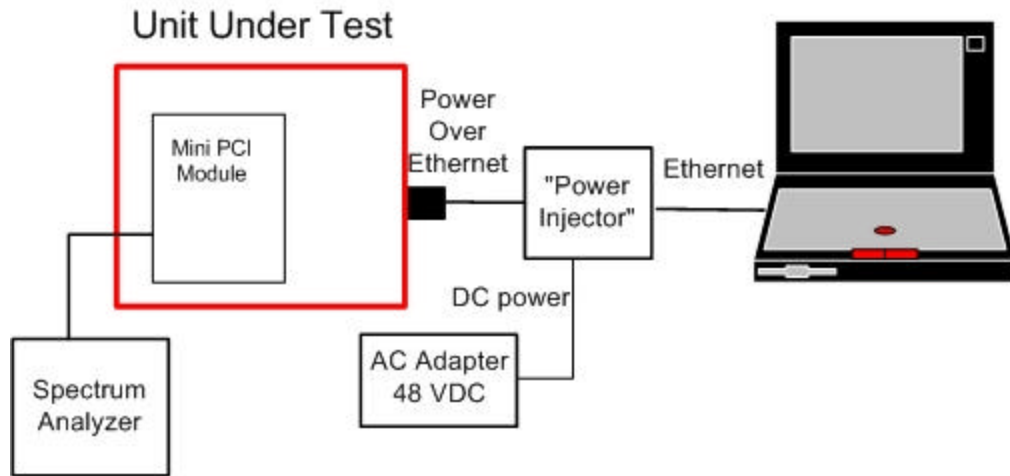 Unit Under Test
Mini PCI
Module
Power
Over
Ethernet
"Power
Injector"
Ethernet
DC power
AC Adapter
48 VDC
Spectrum
Analyzer